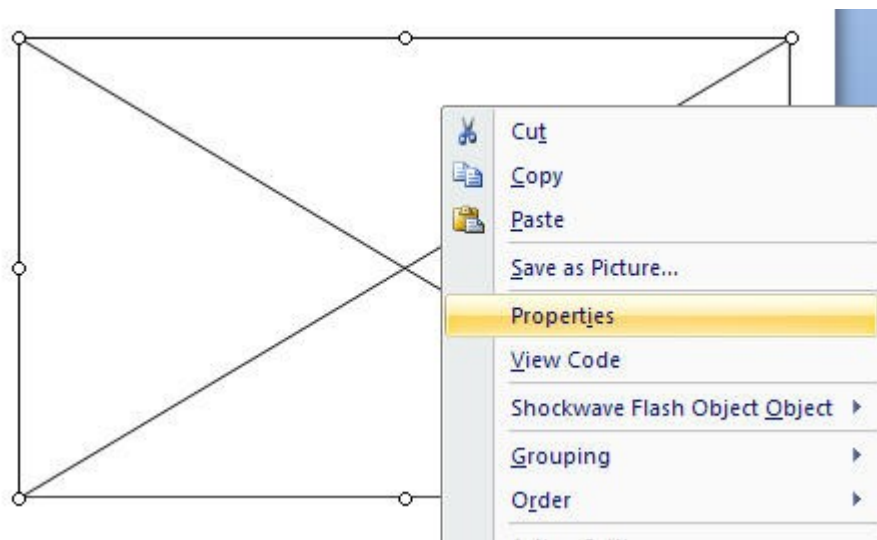 Cut
Copy
Paste
Save as Picture...
Properties
View Code
Shockwave Flash Object Object
Grouping
Order